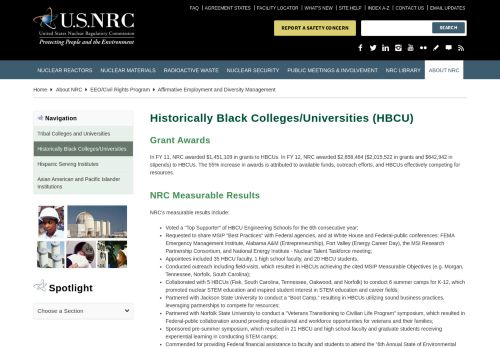 FAQ | AGREEMENT STATES | FACILITY LOCATOR | WHAT'S NEW | SITE HELP | INDEX A-Z | CONTACT US | EMAIL UPDATES
U.S.NRC
United States Nuclear Regulatory Commission
Protecting People and the Environment
REPORT A SAFETY CONCERN
SEARCH
NUCLEAR REACTORS NUCLEAR MATERIALS RADIOACTIVE WASTE NUCLEAR SECURITY PUBLIC MEETINGS & INVOLVEMENT NRC LIBRARY ABOUT NRC
Home » About NRC » EEO/Civil Rights Program » Affirmative Employment and Diversity Management
Navigation
Tribal Colleges and Universities
Historically Black Colleges/Universities
Hispanic Serving Institutes
Asian American and Pacific Islander
Institutions
Spotlight
Choose a Section
Historically Black Colleges/Universities (HBCU)
Grant Awards
In FY 11, NRC awarded $1,451,109 in grants to HBCUs. In FY 12, NRC awarded $2,658,464 ($2,015,522 in grants and $642,942 in
stipends) to HBCUs. The 55% increase in awards is attributed to available funds, outreach efforts, and HBCUs effectively competing for
resources.
NRC Measurable Results
NRC's measurable results include:
• Voted a "Top Supporter" of HBCU Engineering Schools for the 6th consecutive year;
• Requested to share MSIP "Best Practices" with Federal agencies, and at White House and Federal-public conferences: FEMA
Emergency Management Institute, Alabama A&M (Entrepreneurship), Fort Valley (Energy Career Day), the MSI Research
Partnership Consortium, and National Energy Institute - Nuclear Talent Taskforce meeting;
• Appointees included 35 HBCU faculty, 1 high school faculty, and 20 HBCU students.
• Conducted outreach including field-visits, which resulted in HBCUs achieving the cited MSIP Measurable Objectives (e.g. Morgan,
Tennessee, Norfolk, South Carolina);
• Collaborated with 5 HBCUs (Fisk, South Carolina, Tennessee, Oakwood, and Norfolk) to conduct 6 summer camps for K-12, which
promoted nuclear STEM education and inspired student interest in STEM education and career fields;
• Partnered with Jackson State University to conduct a "Boot Camp," resulting in HBCUs utilizing sound business practices,
leveraging partnerships to compete for resources;
• Partnered with Norfolk State University to conduct a "Veterans Transitioning to Civilian Life Program" symposium, which resulted in
Federal-public collaboration around providing educational and workforce opportunities for veterans and their families;
• Sponsored pre-summer symposium, which resulted in 21 HBCU and high school faculty and graduate students receiving
experiential learning in conducting STEM camps;
• Commended for providing Federal financial assistance to faculty and students to attend the '6th Annual State of Environmental